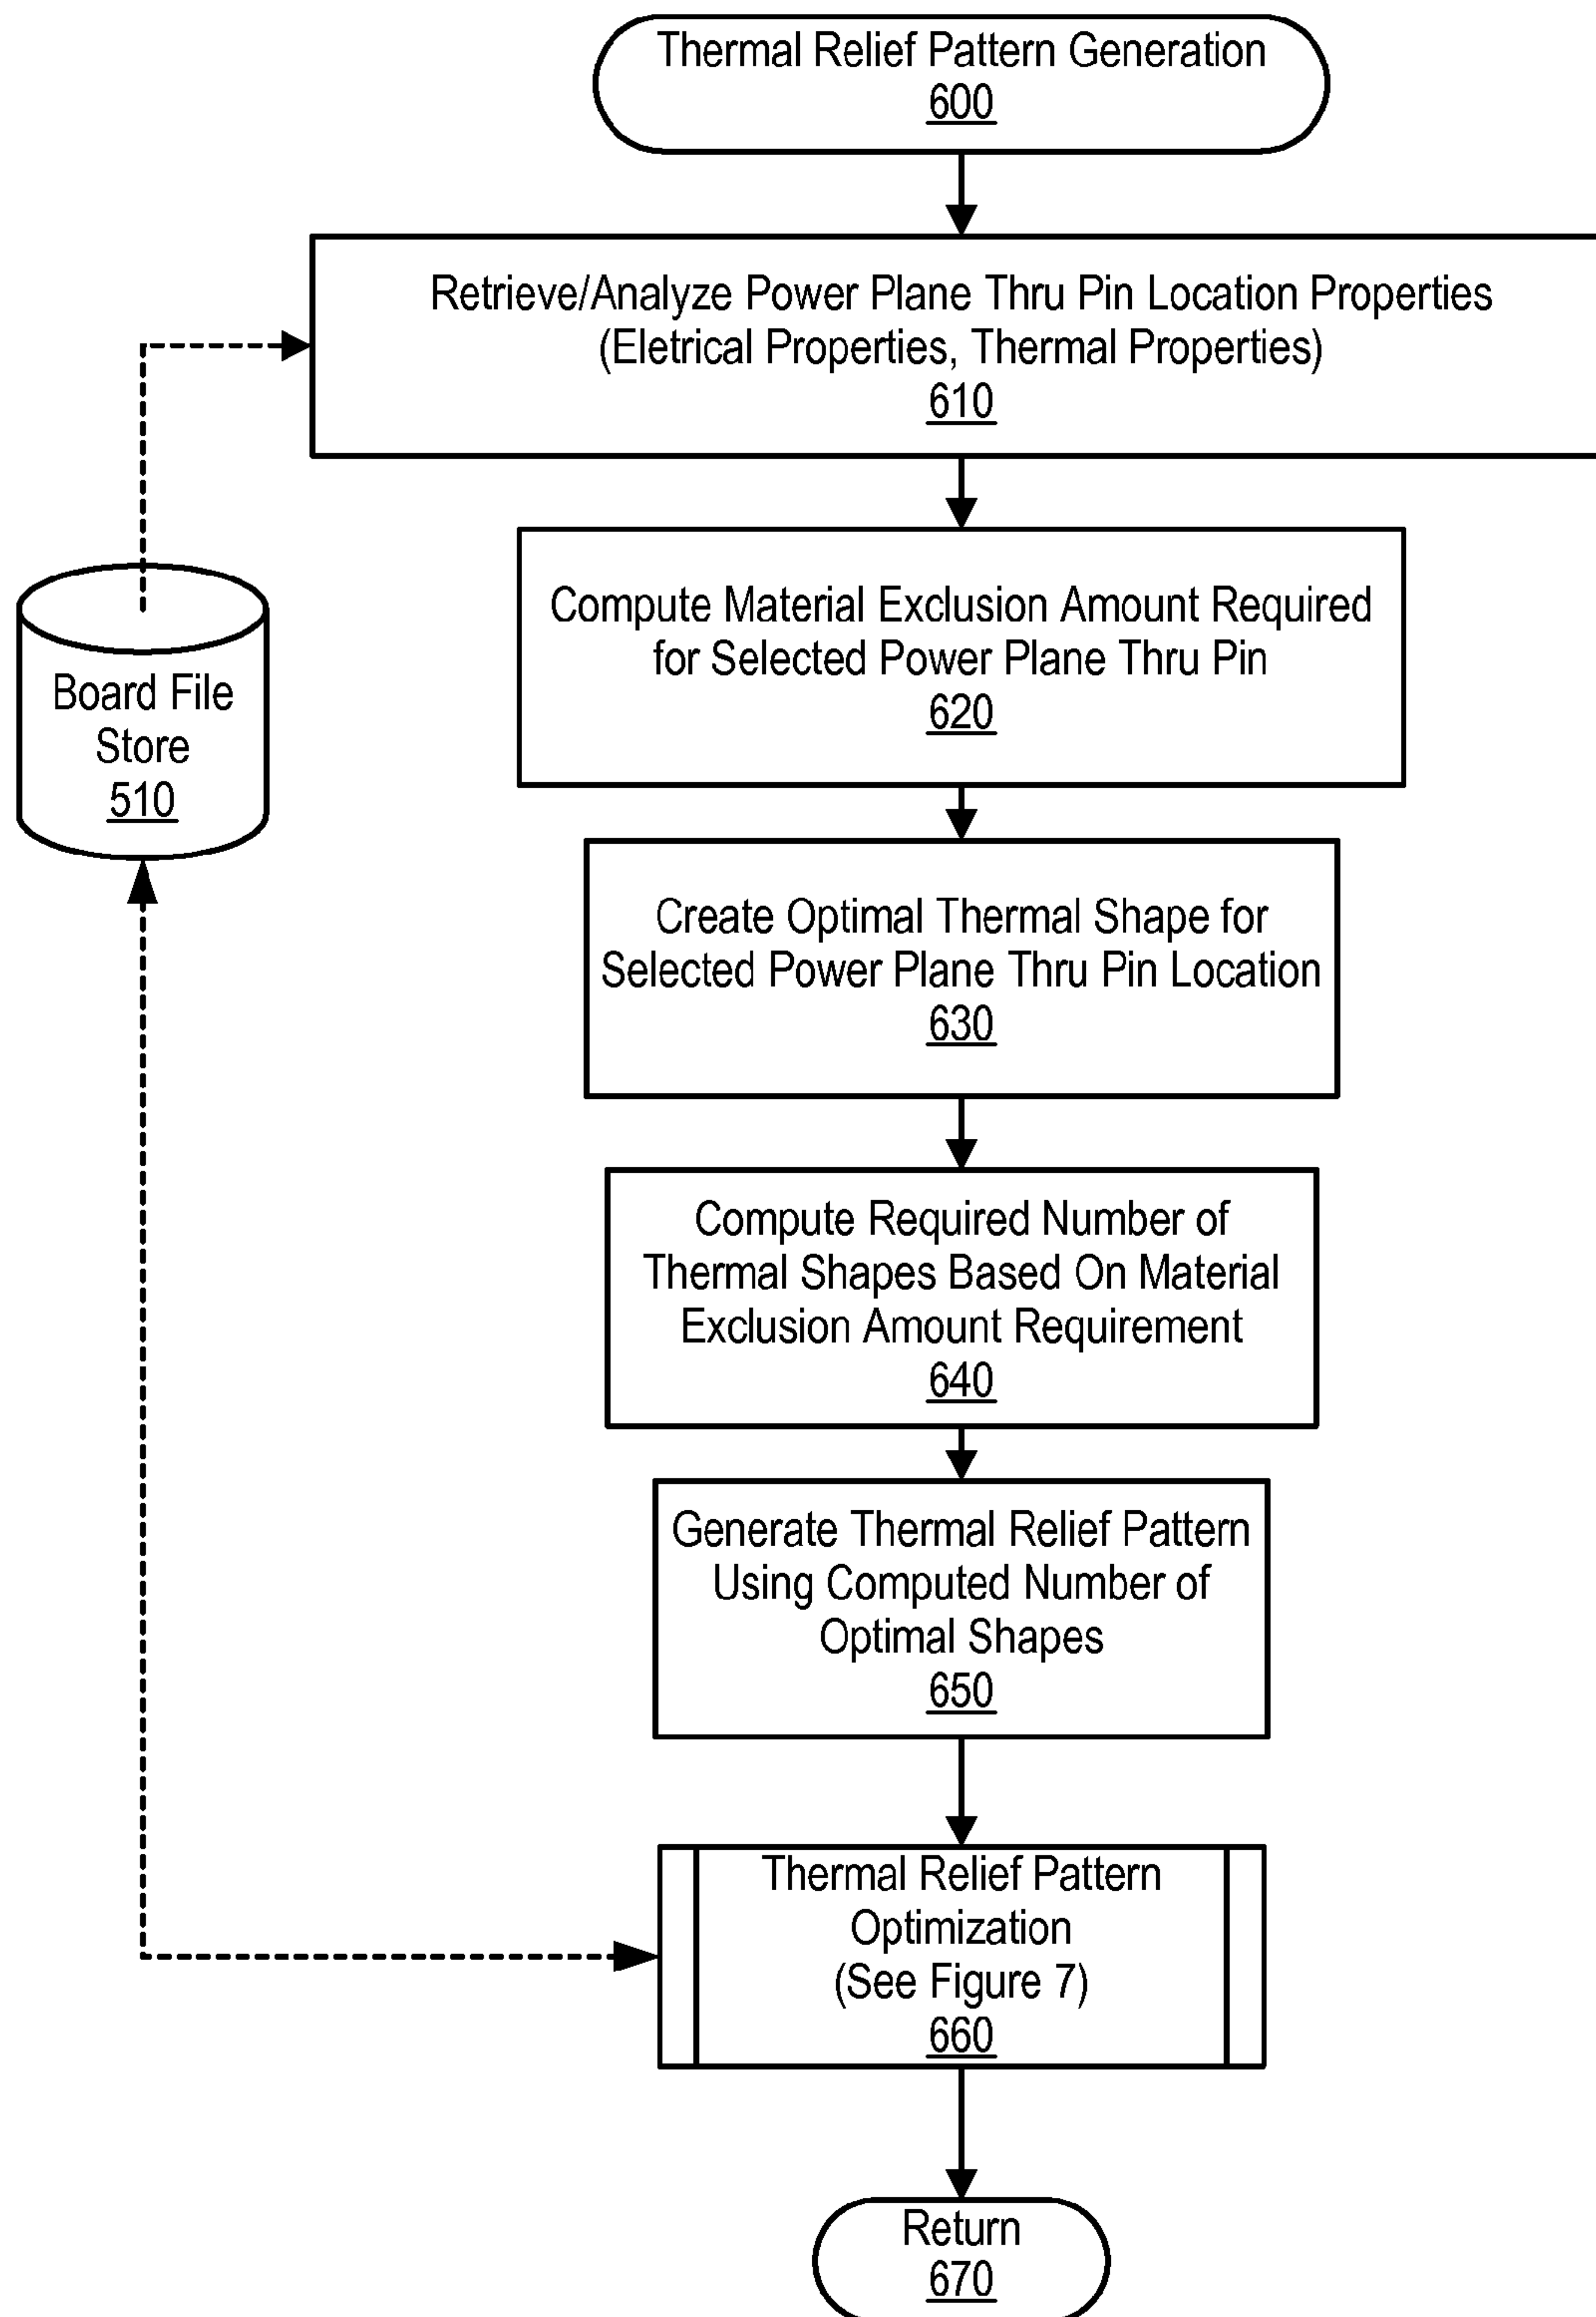 Thermal Relief Pattern Generation
600
Retrieve/Analyze Power Plane Thru Pin Location Properties
(Eletrical Properties, Thermal Properties)
610
Compute Material Exclusion Amount Required
for Selected Power Plane Thru Pin
620
Board File
Store
510
Create Optimal Thermal Shape for
Selected Power Plane Thru Pin Location
630
Compute Required Number of
Thermal Shapes Based On Material
Exclusion Amount Requirement
640
Generate Thermal Relief Pattern
Using Computed Number of
Optimal Shapes
650
Thermal Relief Pattern
Optimization
(See Figure 7)
660
Return
670